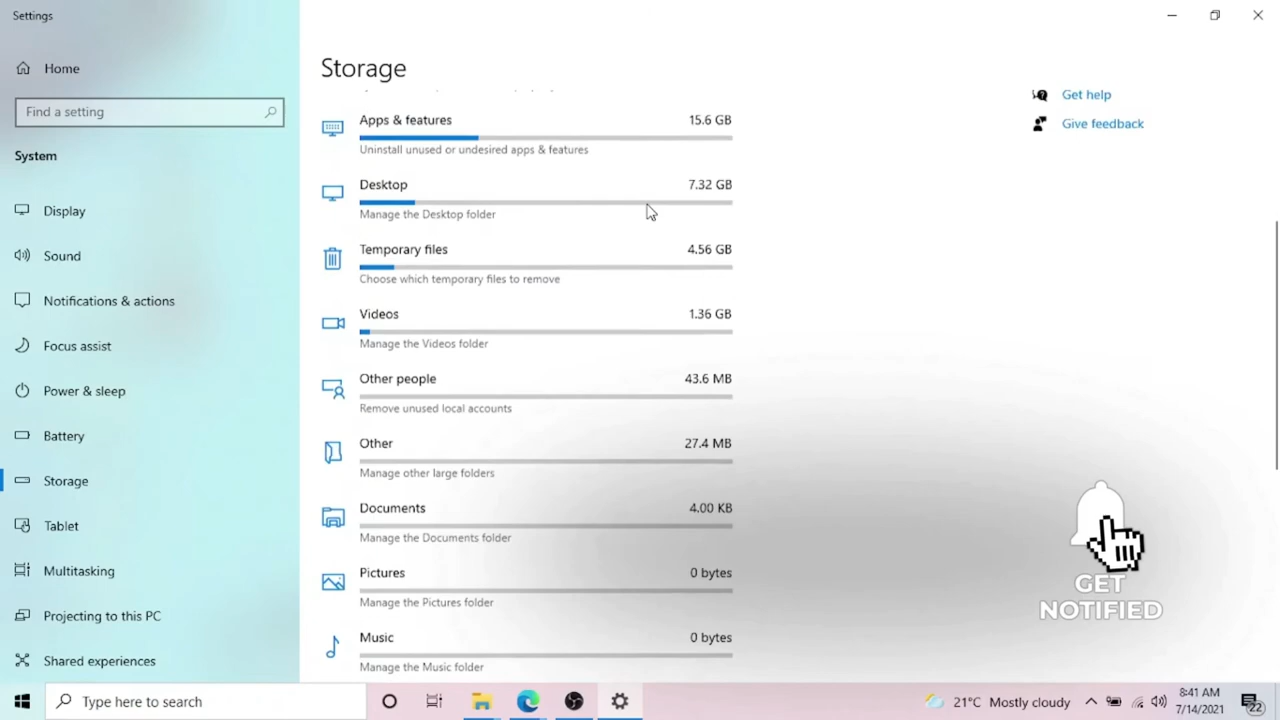 Settings
Home
Find a setting
System
Display
Sound
Notifications & actions
Focus assist
Power & sleep
Battery
Storage
Tablet
Multitasking
Projecting to this PC
Shared experiences
Storage
Apps & features 15.6 GB
Uninstall unused or undesired apps & features
Desktop 7.32 GB
Manage the Desktop folder
Temporary files 4.56 GB
Choose which temporary files to remove
Videos 1.36 GB
Manage the Videos folder
Other people 43.6 MB
Remove unused local accounts
Other 27.4 MB
Manage other large folders
Documents 4.00 KB
Manage the Documents folder
Pictures 0 bytes
Manage the Pictures folder
Music 0 bytes
Manage the Music folder
Get help
Give feedback
GET
NOTIFIED
Type here to search
21°C Mostly cloudy
8:41 AM
7/14/2021
22